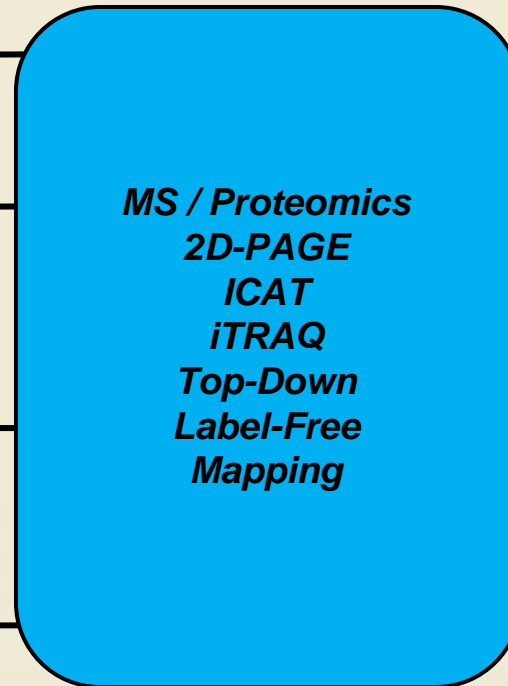 MS / Proteomics
2D-PAGE
ICAT
iTRAQ
Top-Down
Label-Free
Mapping